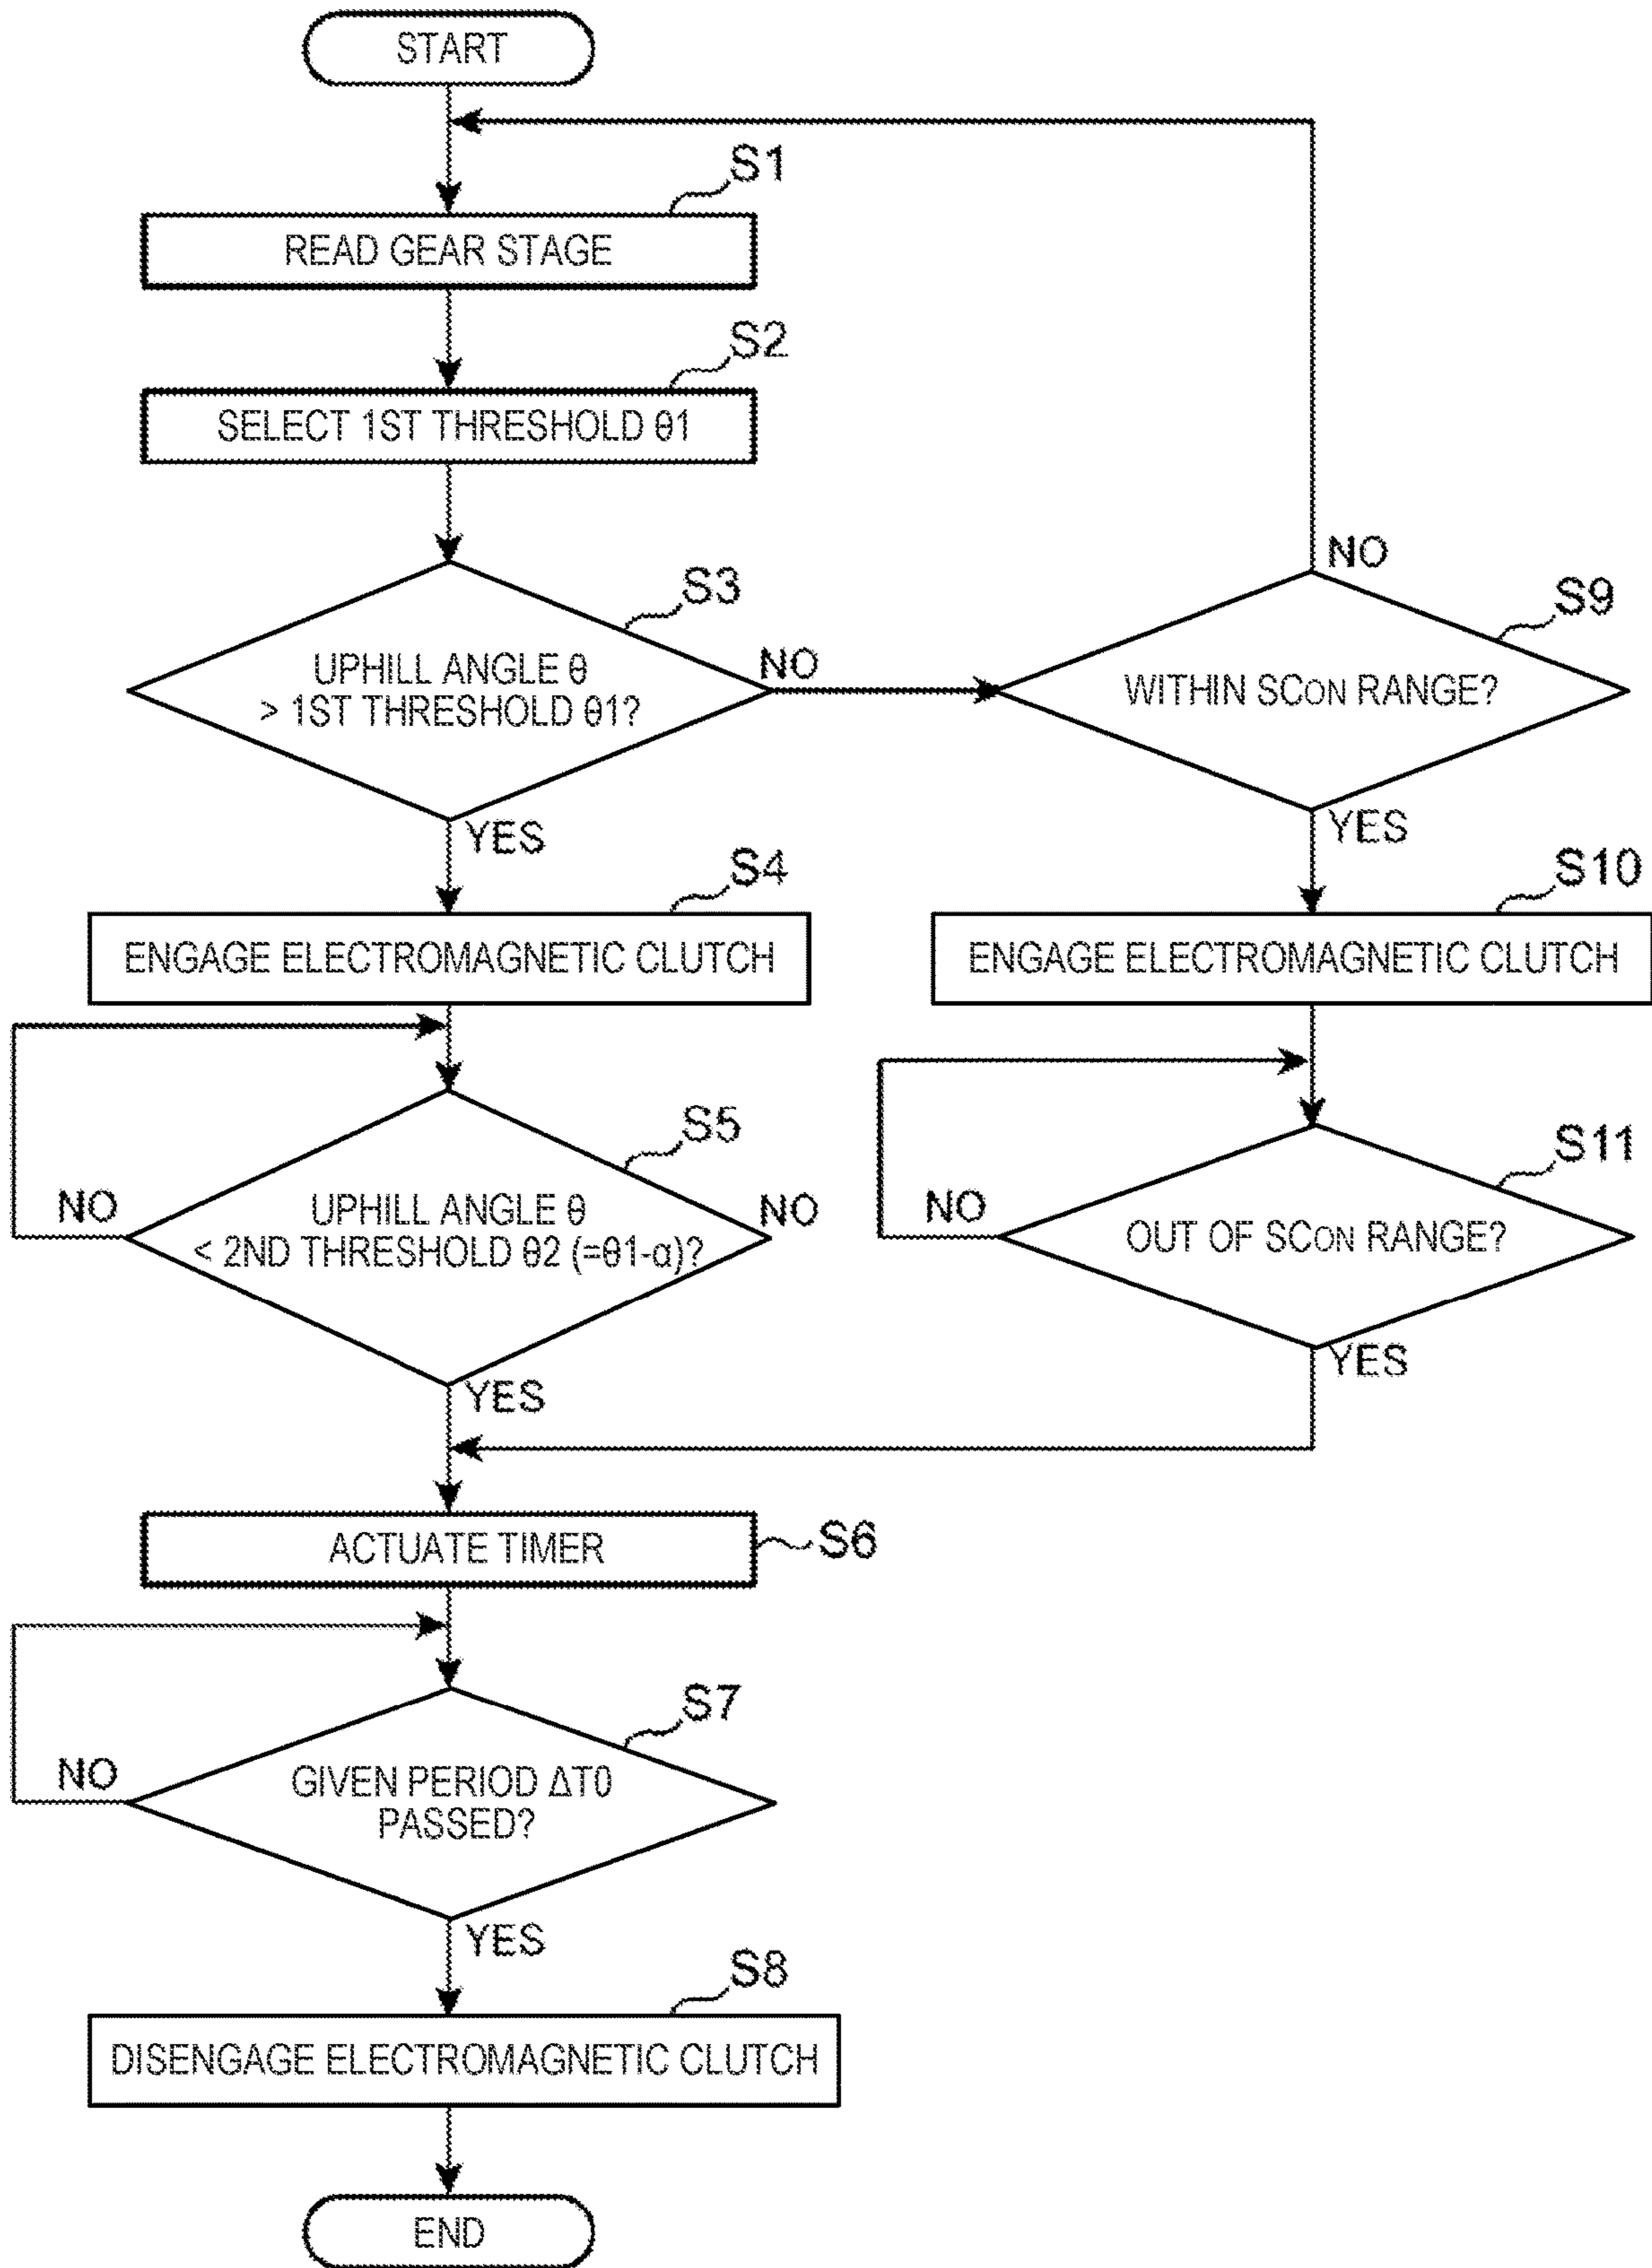 START
S1
READ GEAR STAGE
S2
SELECT 1ST THRESHOLD θ1
S3
UPHILL ANGLE θ
> 1ST THRESHOLD θ1?
NO
YES
NO
S9
WITHIN SCON RANGE?
YES
S4
ENGAGE ELECTROMAGNETIC CLUTCH
S10
ENGAGE ELECTROMAGNETIC CLUTCH
S5
NO
UPHILL ANGLE θ
< 2ND THRESHOLD θ2 (=θ1-α)?
NO
YES
S11
NO
OUT OF SCON RANGE?
YES
ACTUATE TIMER
S6
S7
NO
GIVEN PERIOD ΔT0
PASSED?
YES
S8
DISENGAGE ELECTROMAGNETIC CLUTCH
END